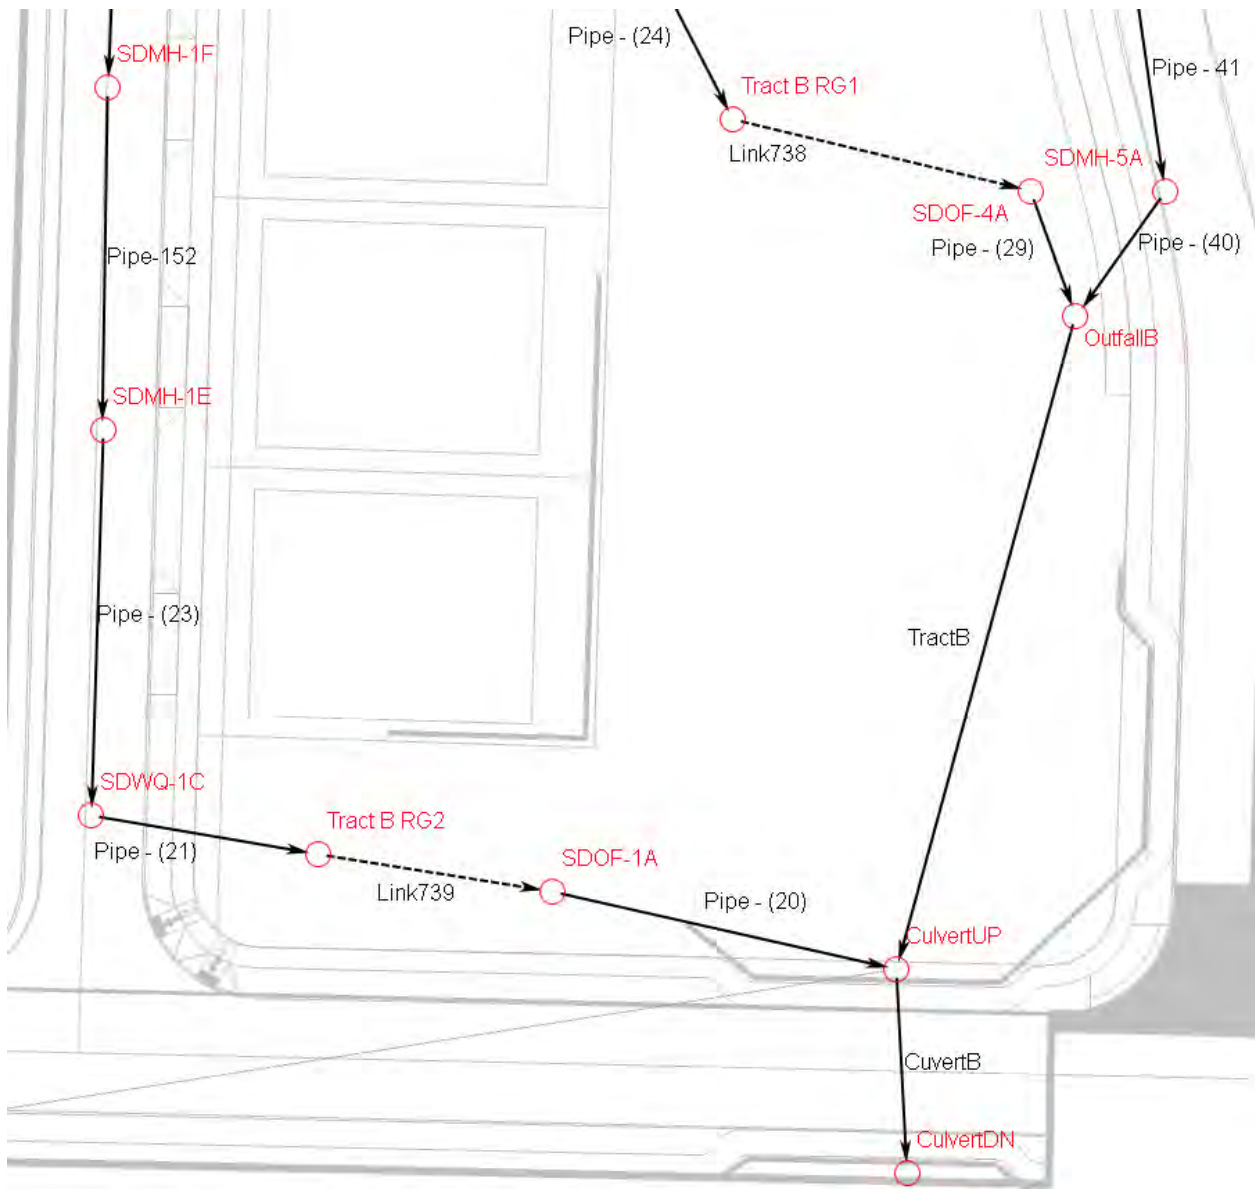 Pipe - (24)
SDMH-1F
Pipe - 41
Tract B RG1
Link738
SDMH-5A
SDOF-4A
Pipe - (29)
Pipe - (40)
Pipe-152
OutfallB
SDMH-1E
Pipe - (23)
TractB
SDWQ-1C
Tract B RG2
Pipe - (21)
SDOF-1A
Link739
Pipe - (20)
CulvertUP
CuvertB
CulvertDN